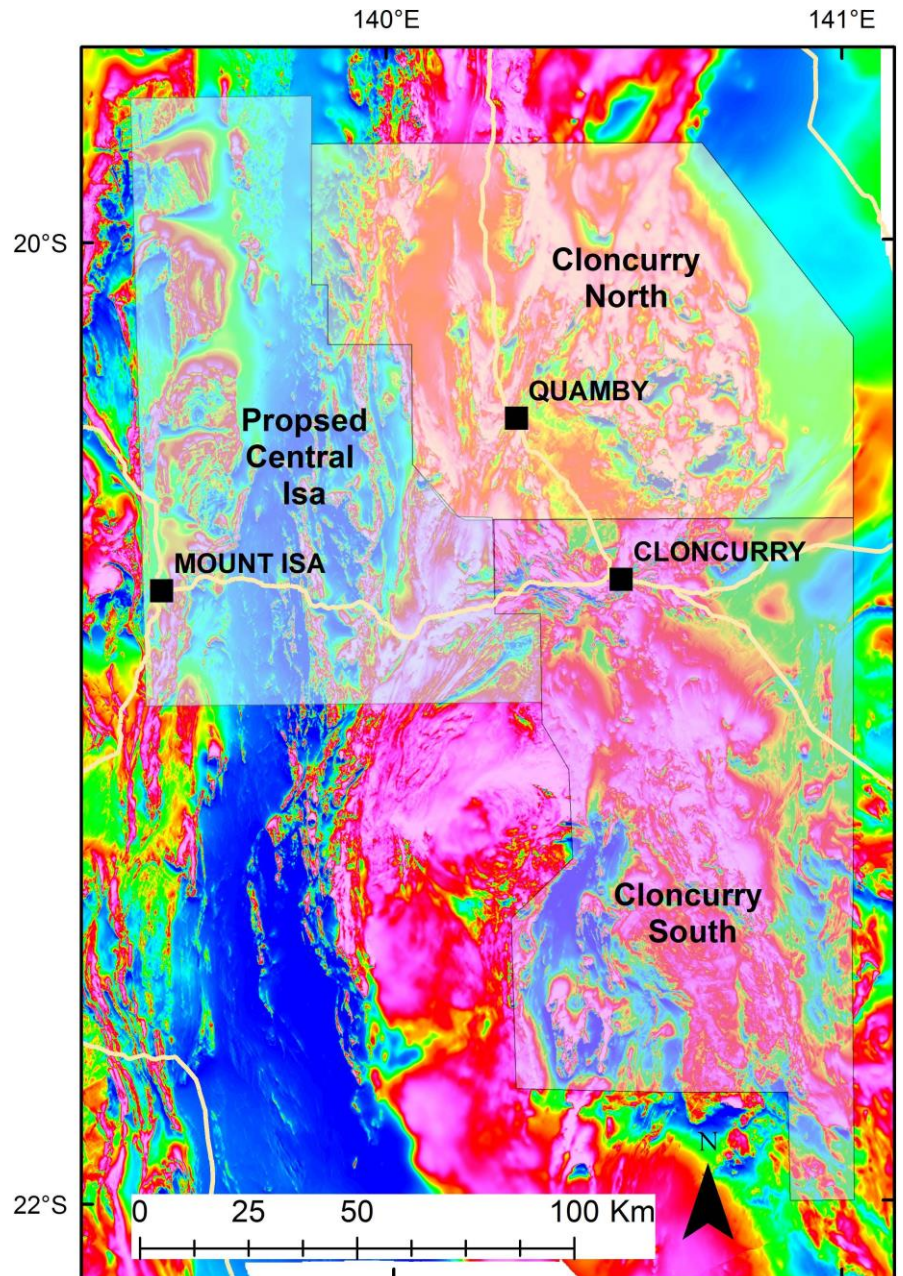 140°E
141°E
20°S
Cloncurry
North
QUAMBY
Propsed
Central
Isa
CLONCURRY
MOUNT ISA
Cloncurry
South
N
22°S
0 25 50 100 Km